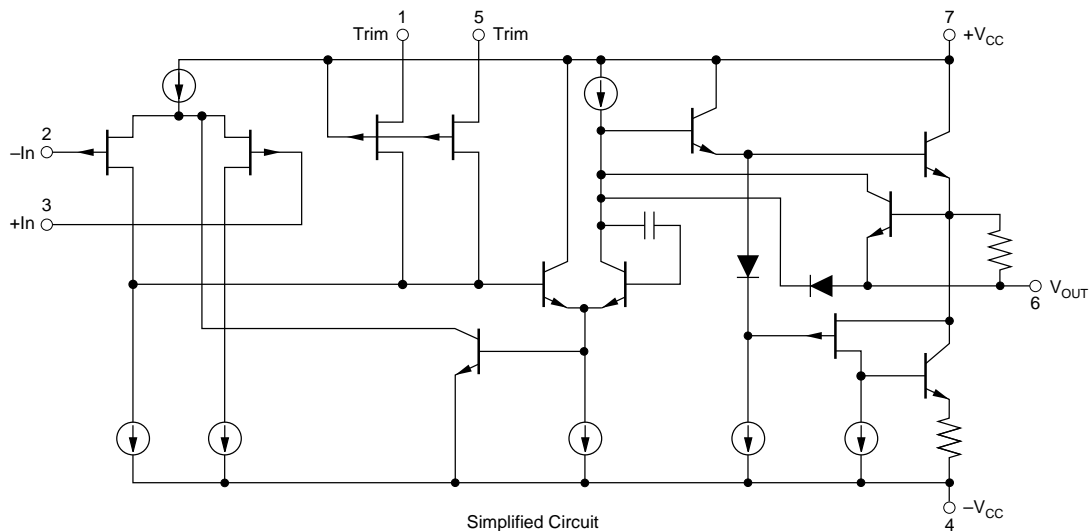 1
5
7
Trim
Trim
+VCC
2
–In
3
+In
VOUT
6
–VCC
4
Simplified Circuit